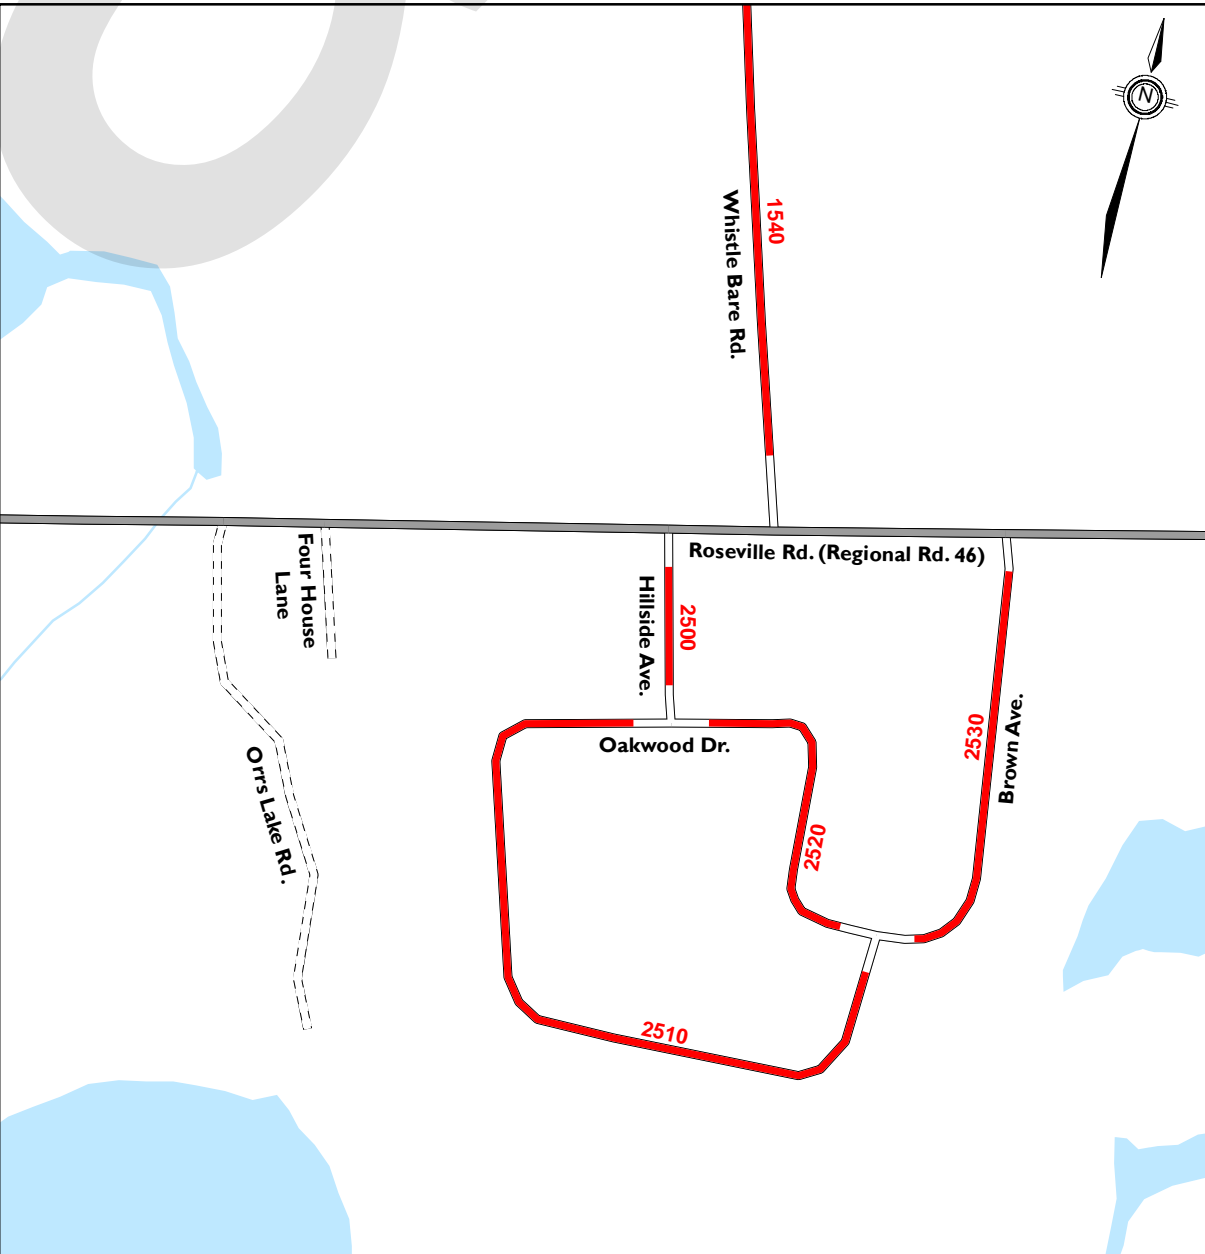 N
1540
Whistle Bare Rd.
Roseville Rd. (Regional Rd. 46)
Four House
Lane
Hillside Ave.
2500
Brown Ave.
2530
Oakwood Dr.
Orrs Lake Rd.
2520
2510